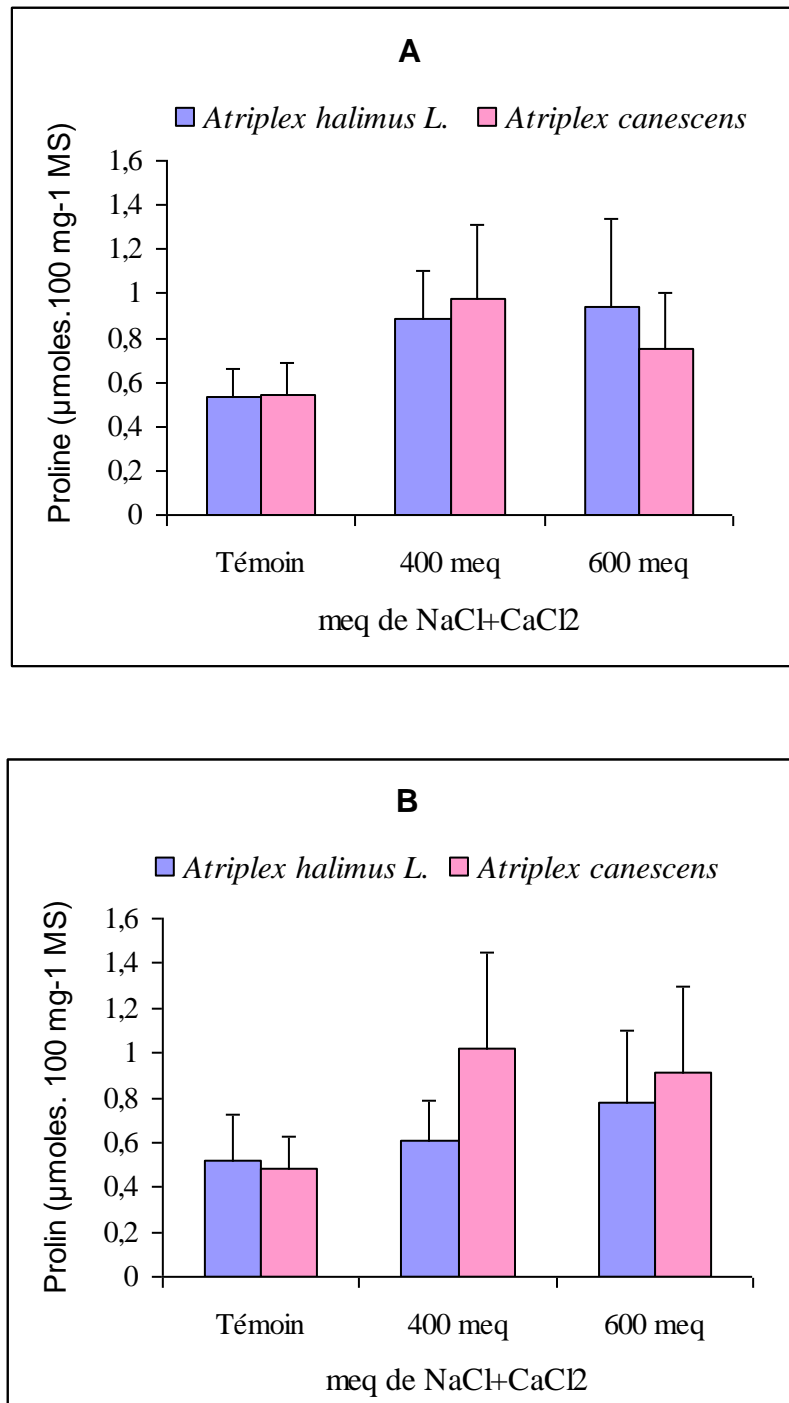 A
Atriplex halimus L. Atriplex canescens
Proline (µmoles.100 mg-1 MS)
1,6
1,4
1,2
1
0,8
0,6
0,4
0,2
0
Témoin 400 meq 600 meq
meq de NaCl+CaCl2
B
Atriplex halimus L. Atriplex canescens
Prolin (µmoles. 100 mg-1 MS)
1,6
1,4
1,2
1
0,8
0,6
0,4
0,2
0
Témoin 400 meq 600 meq
meq de NaCl+CaCl2